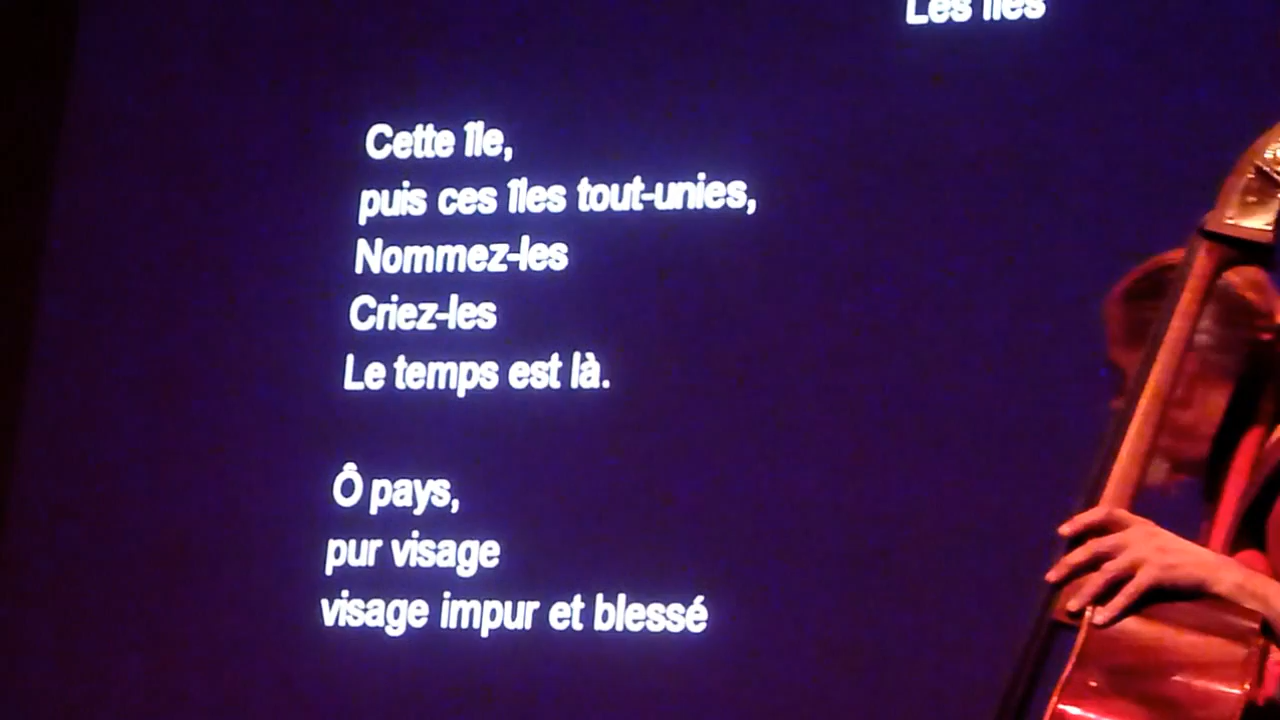 Les îles
Cette île,
puis ces îles tout-unies,
Nommez-les
Criez-les
Le temps est là.
Ô pays,
pur visage
visage impur et blessé